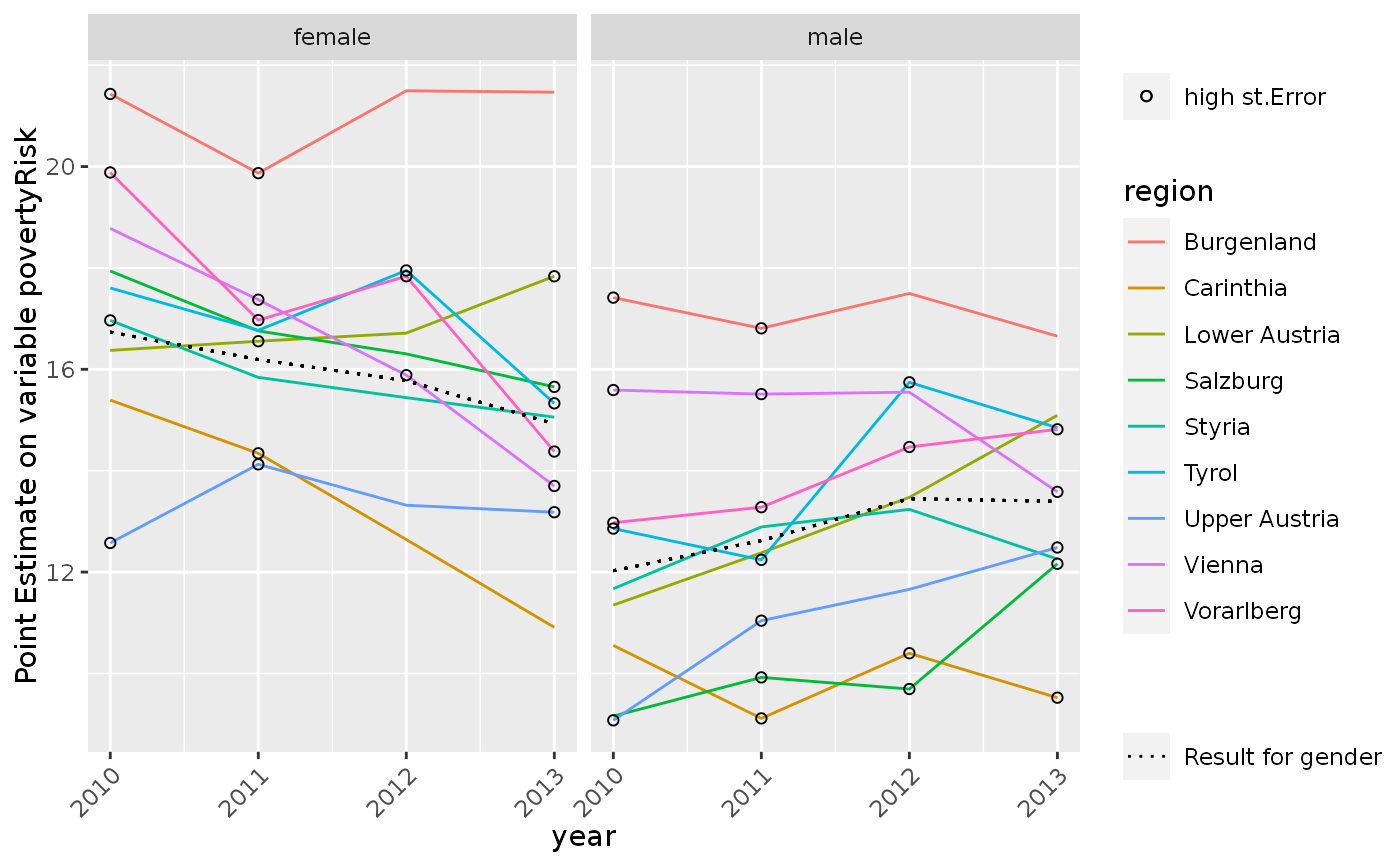 female
male
Point Estimate on variable povertyRisk
20
16
12
2010
2011
2012
2013
2010
2011
2012
2013
year
high st.Error
region
Burgenland
Carinthia
Lower Austria
Salzburg
Styria
Tyrol
Upper Austria
Vienna
Vorarlberg
Result for gender